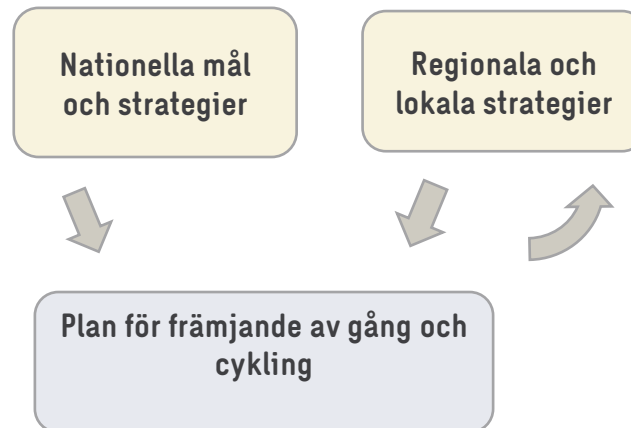 Nationella mål
och strategier
Regionala och
lokala strategier
Plan för främjande av gång och
cykling